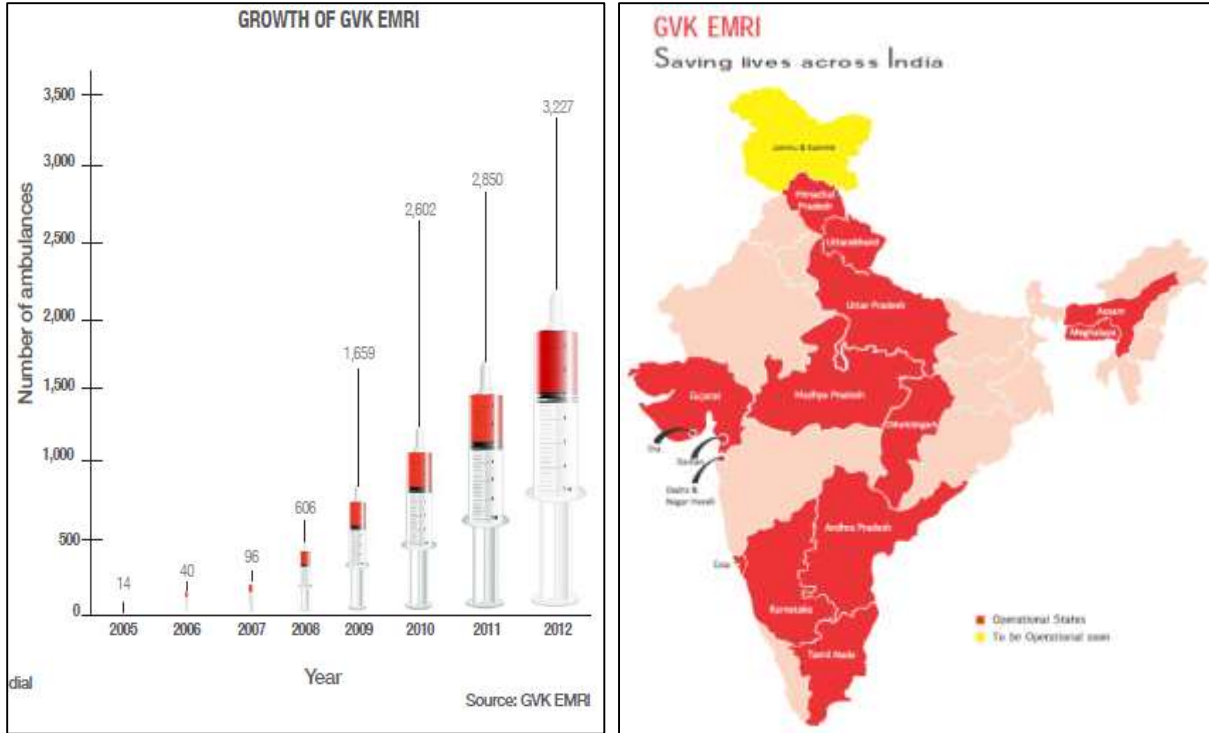 GROWTH OF GVK EMRI
Number of ambulances
3,500
3,000
2,500
2,000
1,500
1,000
500
0
14
40
96
606
1,659
2,602
2,850
3,227
2005 2006 2007 2008 2009 2010 2011 2012
Year
dial
Source: GVK EMRI
GVK EMRI
Saving lives across India
Jammu & Kashmir
Himachal
Pradesh
Uttarakhand
Uttar Pradesh
Assam
Meghalaya
Gujarat
Madhya Pradesh
Chhattisgarh
Diu
Daman
Dadra &
Nagar Haveli
Andhra Pradesh
Goa
Karnataka
Tamil Nadu
Operational States
To be Operational soon